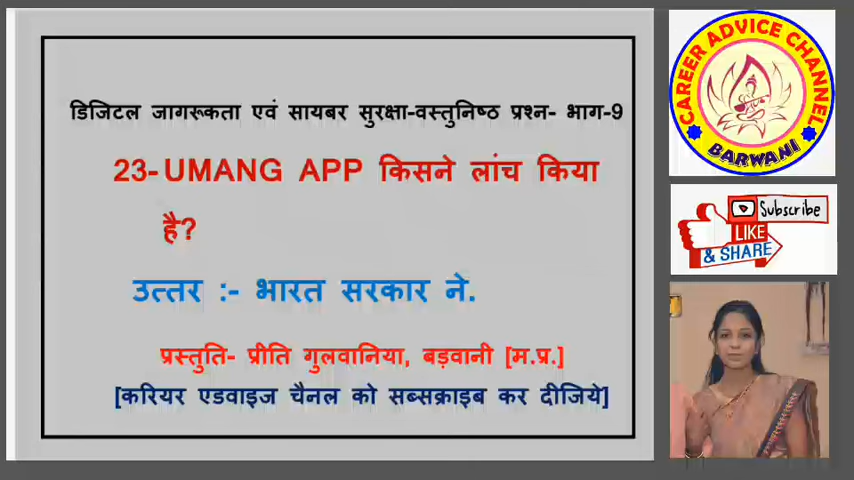 डिजिटल जागरूकता एवं सायबर सुरक्षा-वस्तुनिष्ठ प्रश्न- भाग-9
23- UMANG APP किसने लांच किया
है?
उत्तर :- भारत सरकार ने.
प्रस्तुति- प्रीति गुलवानिया, बड़वानी [म.प्र.]
[करियर एडवाइज चैनल को सब्सक्राइब कर दीजिये]
CAREER ADVICE CHANNEL
BARWANI
Subscribe
LIKE
& SHARE